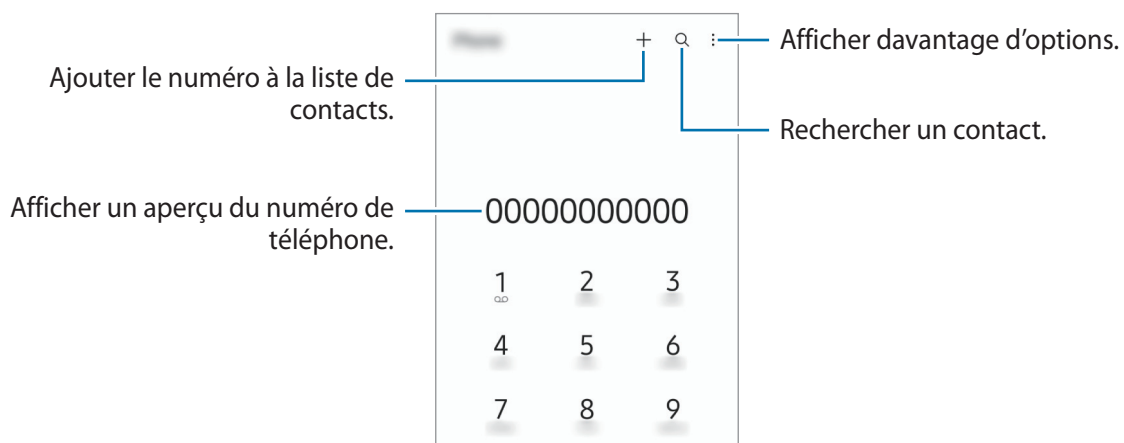 Afficher davantage d’options.
Ajouter le numéro à la liste de
contacts.
Rechercher un contact.
Afficher un aperçu du numéro de
téléphone.
00000000000
1 2 3
4 5 6
7 8 9